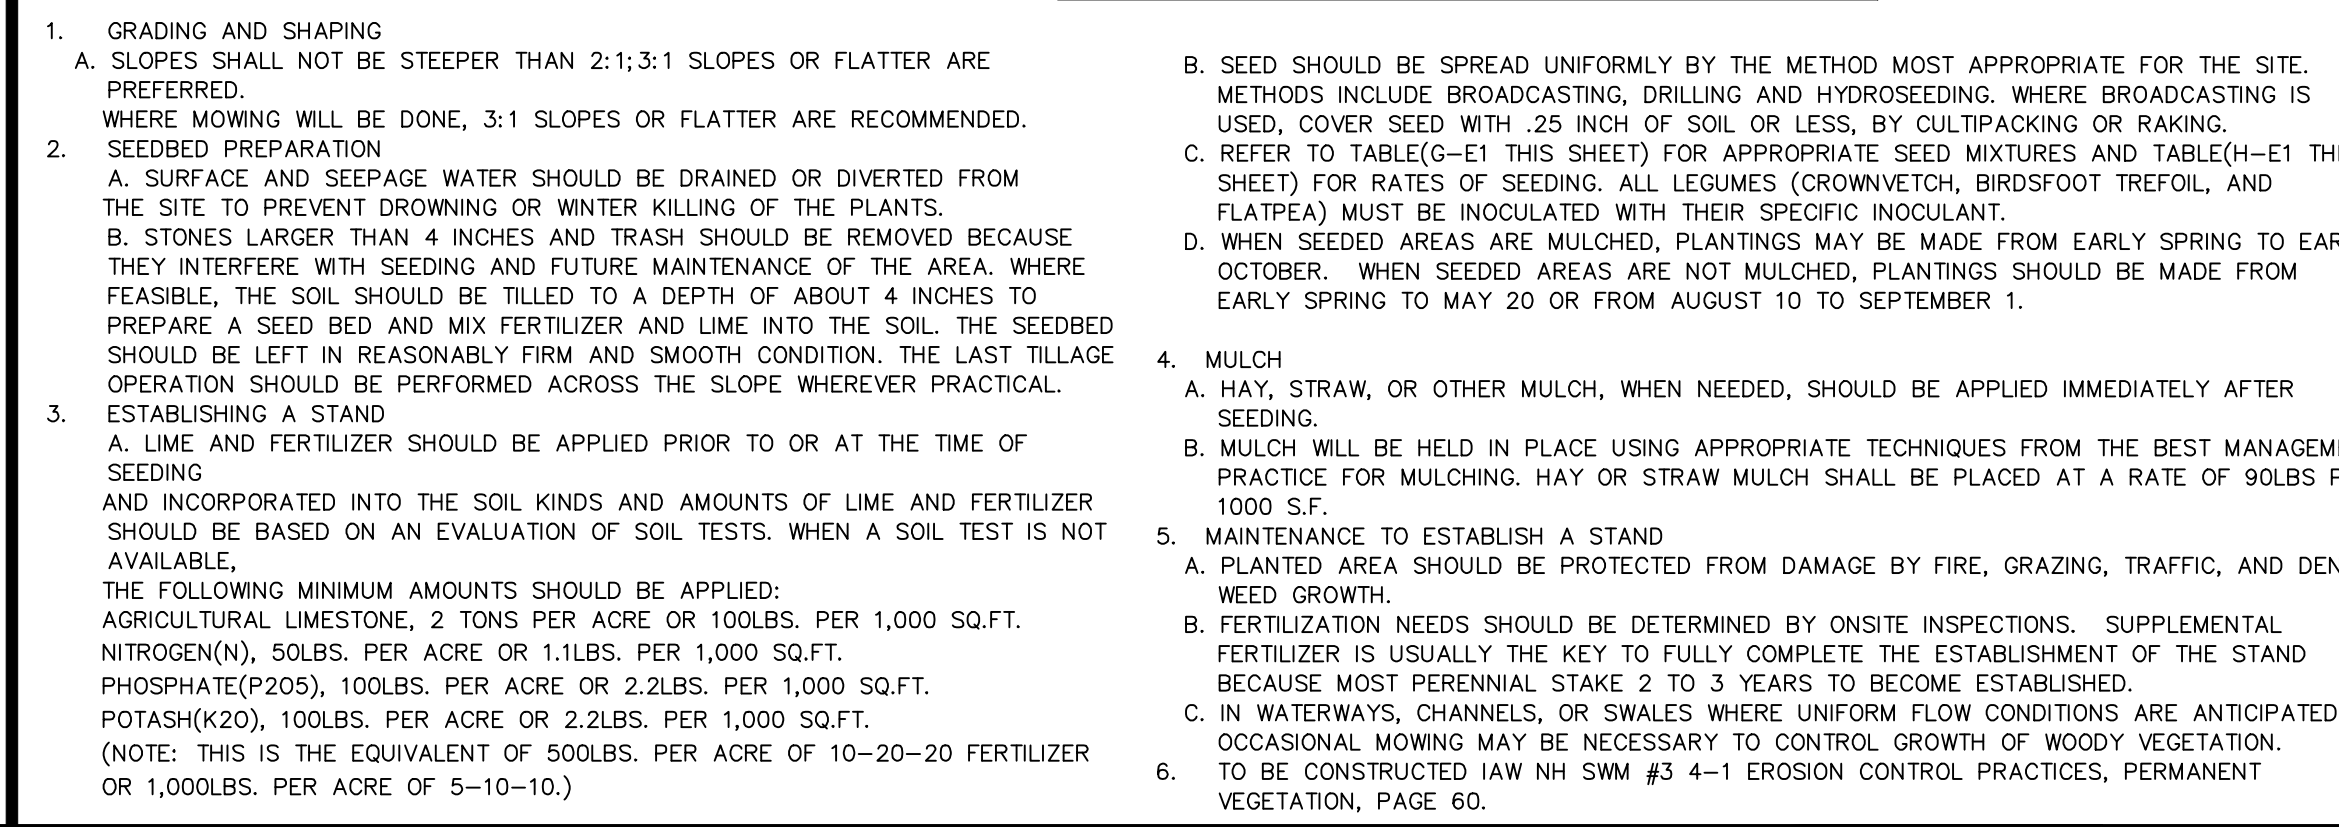 1. GRADING AND SHAPING
A. SLOPES SHALL NOT BE STEEPER THAN 2:1;3:1 SLOPES OR FLATTER ARE
PREFERRED.
WHERE MOWING WILL BE DONE, 3:1 SLOPES OR FLATTER ARE RECOMMENDED.
2. SEEDBED PREPARATION
A. SURFACE AND SEEPAGE WATER SHOULD BE DRAINED OR DIVERTED FROM
THE SITE TO PREVENT DROWNING OR WINTER KILLING OF THE PLANTS.
B. STONES LARGER THAN 4 INCHES AND TRASH SHOULD BE REMOVED BECAUSE
THEY INTERFERE WITH SEEDING AND FUTURE MAINTENANCE OF THE AREA. WHERE
FEASIBLE, THE SOIL SHOULD BE TILLED TO A DEPTH OF ABOUT 4 INCHES TO
PREPARE A SEED BED AND MIX FERTILIZER AND LIME INTO THE SOIL. THE SEEDBED
SHOULD BE LEFT IN REASONABLY FIRM AND SMOOTH CONDITION. THE LAST TILLAGE
OPERATION SHOULD BE PERFORMED ACROSS THE SLOPE WHEREVER PRACTICAL.
3. ESTABLISHING A STAND
A. LIME AND FERTILIZER SHOULD BE APPLIED PRIOR TO OR AT THE TIME OF
SEEDING
AND INCORPORATED INTO THE SOIL KINDS AND AMOUNTS OF LIME AND FERTILIZER
SHOULD BE BASED ON AN EVALUATION OF SOIL TESTS. WHEN A SOIL TEST IS NOT
AVAILABLE,
THE FOLLOWING MINIMUM AMOUNTS SHOULD BE APPLIED:
AGRICULTURAL LIMESTONE, 2 TONS PER ACRE OR 100LBS. PER 1,000 SQ.FT.
NITROGEN(N), 50LBS. PER ACRE OR 1.1LBS. PER 1,000 SQ.FT.
PHOSPHATE(P2O5), 100LBS. PER ACRE OR 2.2LBS. PER 1,000 SQ.FT.
POTASH(K2O), 100LBS. PER ACRE OR 2.2LBS. PER 1,000 SQ.FT.
(NOTE: THIS IS THE EQUIVALENT OF 500LBS. PER ACRE OF 10-20-20 FERTILIZER
OR 1,000LBS. PER ACRE OF 5-10-10.)
B. SEED SHOULD BE SPREAD UNIFORMLY BY THE METHOD MOST APPROPRIATE FOR THE SITE.
METHODS INCLUDE BROADCASTING, DRILLING AND HYDROSEEDING. WHERE BROADCASTING IS
USED, COVER SEED WITH .25 INCH OF SOIL OR LESS, BY CULTIPACKING OR RAKING.
C. REFER TO TABLE(G-E1 THIS SHEET) FOR APPROPRIATE SEED MIXTURES AND TABLE(H-E1
SHEET) FOR RATES OF SEEDING. ALL LEGUMES (CROWNVETCH, BIRDSFOOT TREFOIL, AND
FLATPEA) MUST BE INOCULATED WITH THEIR SPECIFIC INOCULANT.
D. WHEN SEEDED AREAS ARE MULCHED, PLANTINGS MAY BE MADE FROM EARLY SPRING TO
OCTOBER. WHEN SEEDED AREAS ARE NOT MULCHED, PLANTINGS SHOULD BE MADE FROM
EARLY SPRING TO MAY 20 OR FROM AUGUST 10 TO SEPTEMBER 1.
4. MULCH
A. HAY, STRAW, OR OTHER MULCH, WHEN NEEDED, SHOULD BE APPLIED IMMEDIATELY AFTER
SEEDING.
B. MULCH WILL BE HELD IN PLACE USING APPROPRIATE TECHNIQUES FROM THE BEST
PRACTICE FOR MULCHING. HAY OR STRAW MULCH SHALL BE PLACED AT A RATE OF 90LBS
1000 S.F.
5. MAINTENANCE TO ESTABLISH A STAND
A. PLANTED AREA SHOULD BE PROTECTED FROM DAMAGE BY FIRE, GRAZING, TRAFFIC, AND
WEED GROWTH.
B. FERTILIZATION NEEDS SHOULD BE DETERMINED BY ONSITE INSPECTIONS. SUPPLEMENTAL
FERTILIZER IS USUALLY THE KEY TO FULLY COMPLETE THE ESTABLISHMENT OF THE STAND
BECAUSE MOST PERENNIAL STAKE 2 TO 3 YEARS TO BECOME ESTABLISHED.
C. IN WATERWAYS, CHANNELS, OR SWALES WHERE UNIFORM FLOW CONDITIONS ARE ANTICIPATED
OCCASIONAL MOWING MAY BE NECESSARY TO CONTROL GROWTH OF WOODY VEGETATION.
6. TO BE CONSTRUCTED IAW NH SWM #3 4-1 EROSION CONTROL PRACTICES, PERMANENT
VEGETATION, PAGE 60.